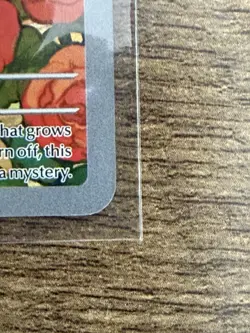 hat grows
rn off, this
a mystery.